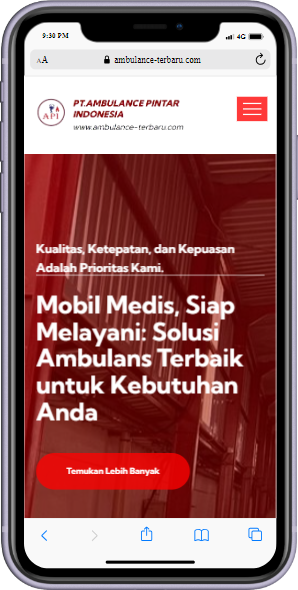 9:30 PM
4G
AA
ambulance-terbaru.com
PT.AMBULANCE PINTAR
INDONESIA
API
www.ambulance-terbaru.com
Kualitas, Ketepatan, dan Kepuasan
Adalah Prioritas Kami.
Mobil Medis, Siap
Melayani: Solusi
Ambulans Terbaik
untuk Kebutuhan
Anda
Temukan Lebih Banyak